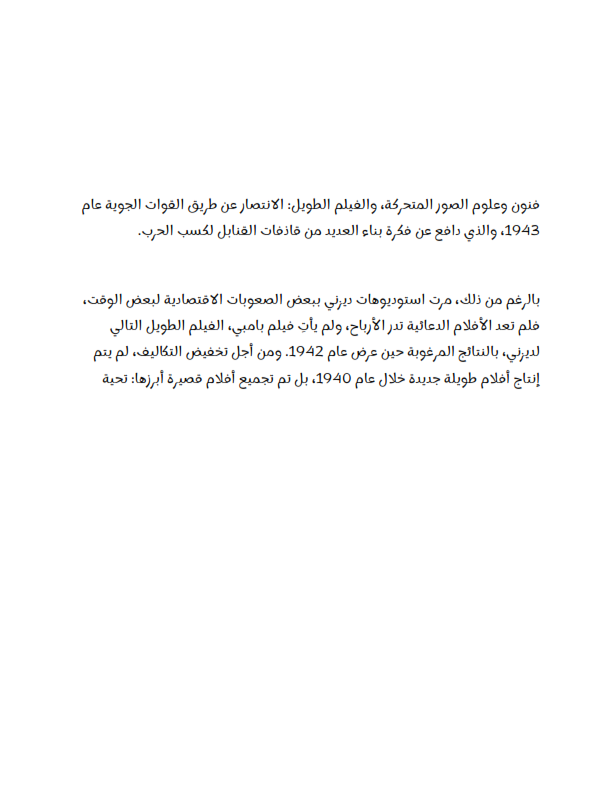 فنون وعلوم الصور المتحركة، والفيلم الطويل: الانتصار عن طريق القوات الجوية عام
1943، والذي دافع عن فكرة بناء العديد من قاذفات القنابل لكسب الحرب.
بالرغم من ذلك، مرت استوديوهات ديزني ببعض الصعوبات الاقتصادية لبعض الوقت،
فلم تعد الأفلام الدعائية تدر الأرباح، ولم يأتِ فيلم بامبي، الفيلم الطويل التالي
لديزني، بالنتائج المرغوبة حين عرض عام 1942. ومن أجل تخفيض التكاليف، لم يتم
إنتاج أفلام طويلة جديدة خلال عام 1940، بل تم تجميع أفلام قصيرة أبرزها: تحية